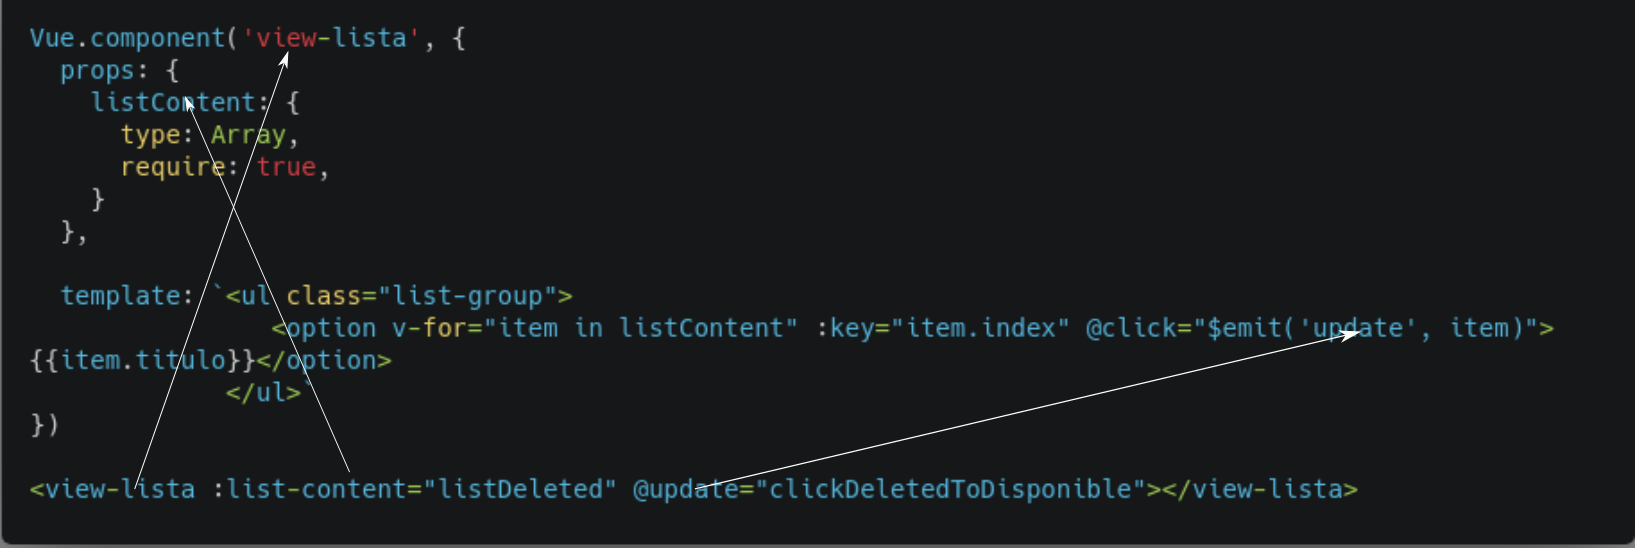 Vue.component('view-lista', {
props: {
listContent: {
type: Array,
require: true,
}
},
template: `<ul class="list-group">
<option v-for="item in listContent" :key="item.index" @click="$emit('update', item)">
{{item.titulo}}</option>
</ul>`
})
<view-lista :list-content="listDeleted" @update="clickDeletedToDisponible"></view-lista>